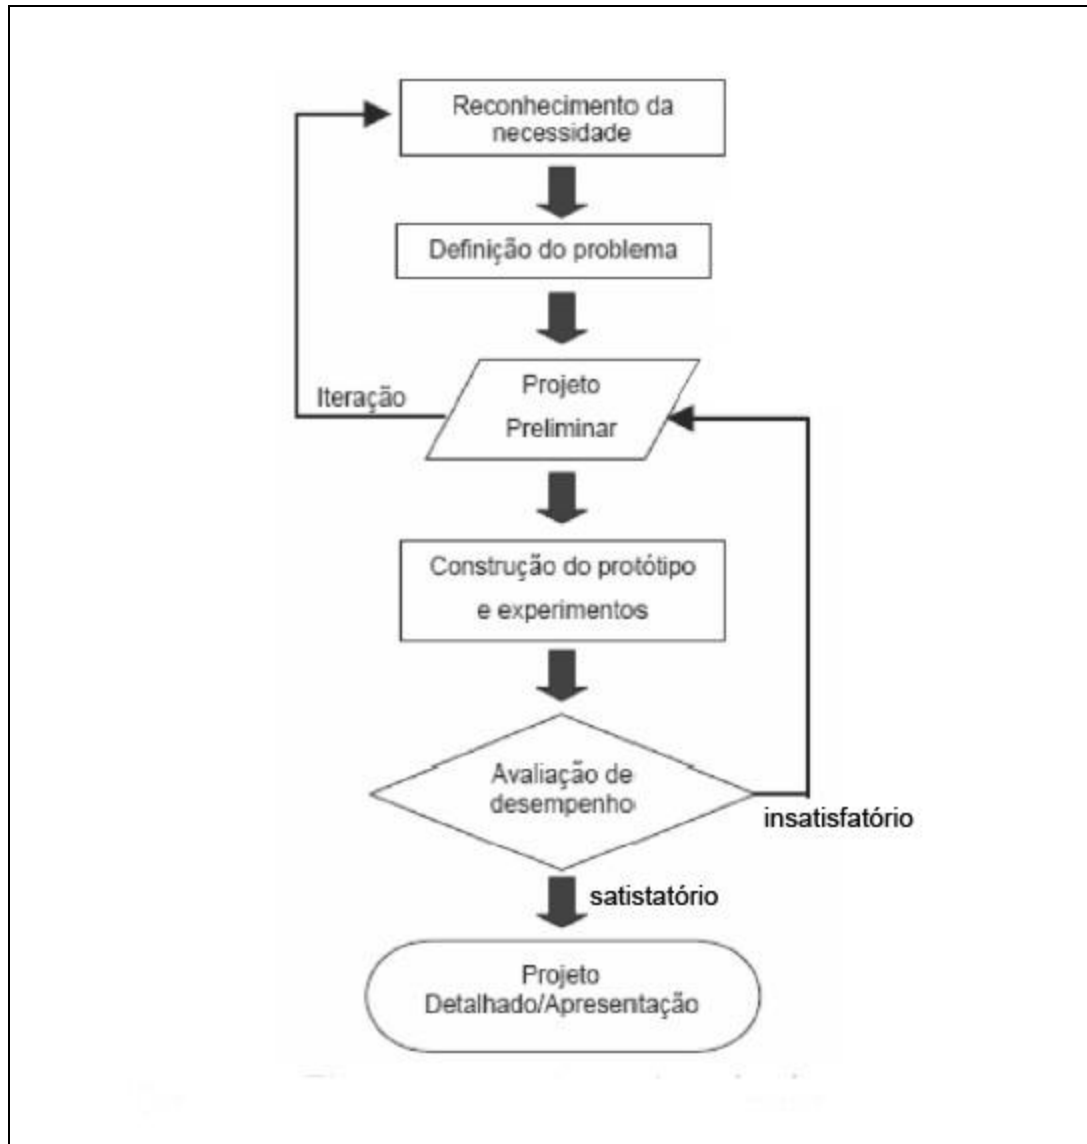 Reconhecimento da
necessidade
Definição do problema
Projeto
Preliminar
Iteração
Construção do protótipo
e experimentos
Avaliação de
desempenho
insatisfatório
satistatório
Projeto
Detalhado/Apresentação